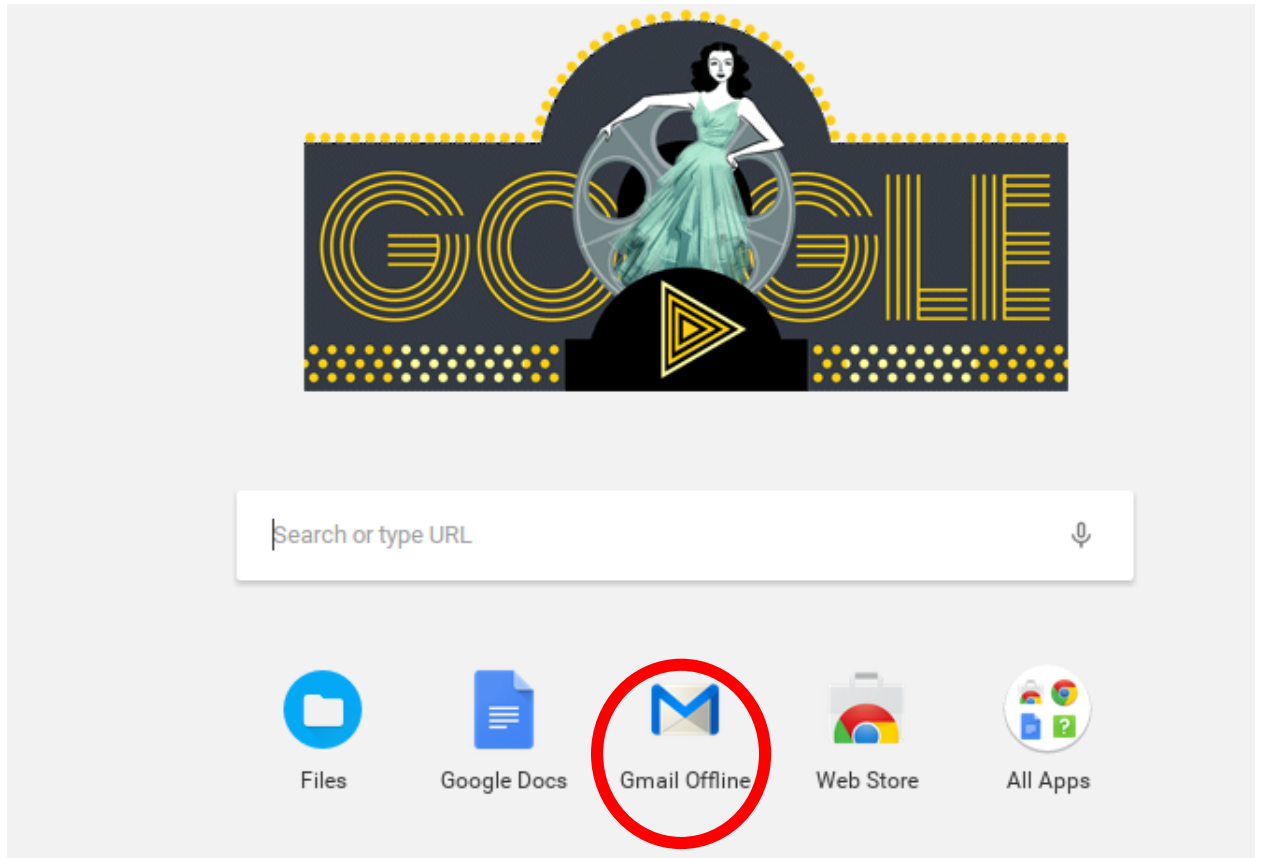 GOOGLE
Search or type URL
Files
Google Docs
Gmail Offline
Web Store
All Apps